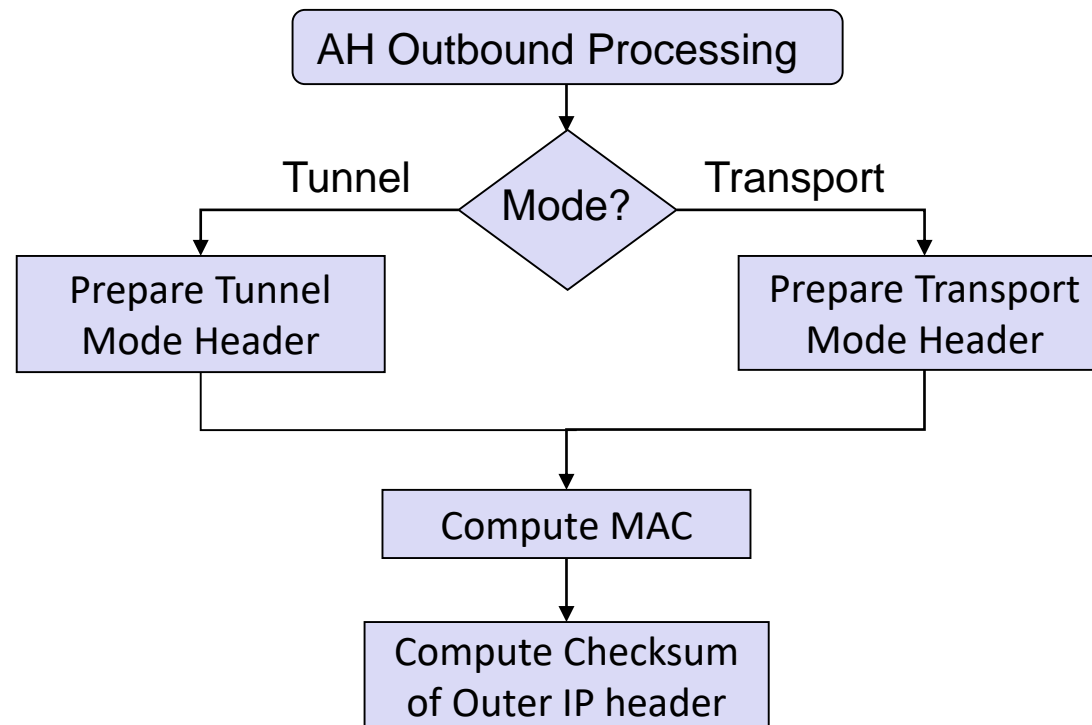 AH Outbound Processing
Tunnel
Transport
Mode?
Prepare Tunnel
Mode Header
Prepare Transport
Mode Header
Compute MAC
Compute Checksum
of Outer IP header